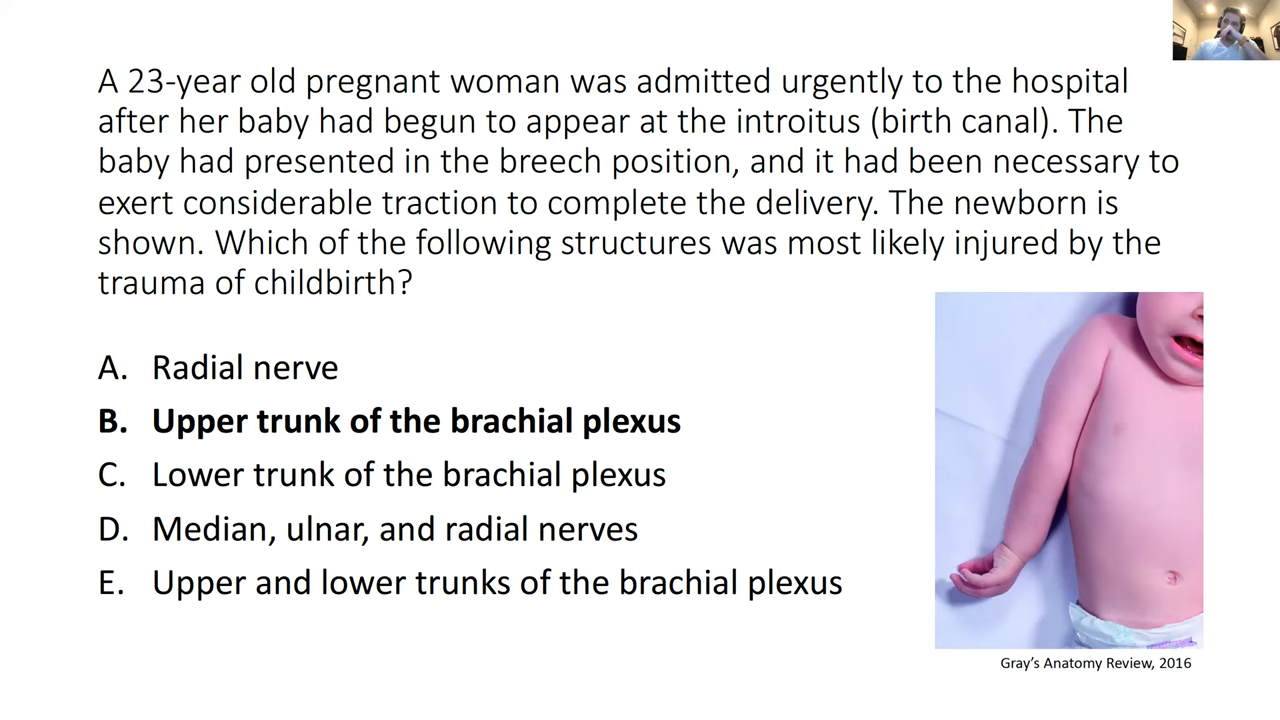 A 23-year old pregnant woman was admitted urgently to the hospital
after her baby had begun to appear at the introitus (birth canal). The
baby had presented in the breech position, and it had been necessary to
exert considerable traction to complete the delivery. The newborn is
shown. Which of the following structures was most likely injured by the
trauma of childbirth?
A. Radial nerve
B. Upper trunk of the brachial plexus
C. Lower trunk of the brachial plexus
D. Median, ulnar, and radial nerves
E. Upper and lower trunks of the brachial plexus
Gray's Anatomy Review, 2016